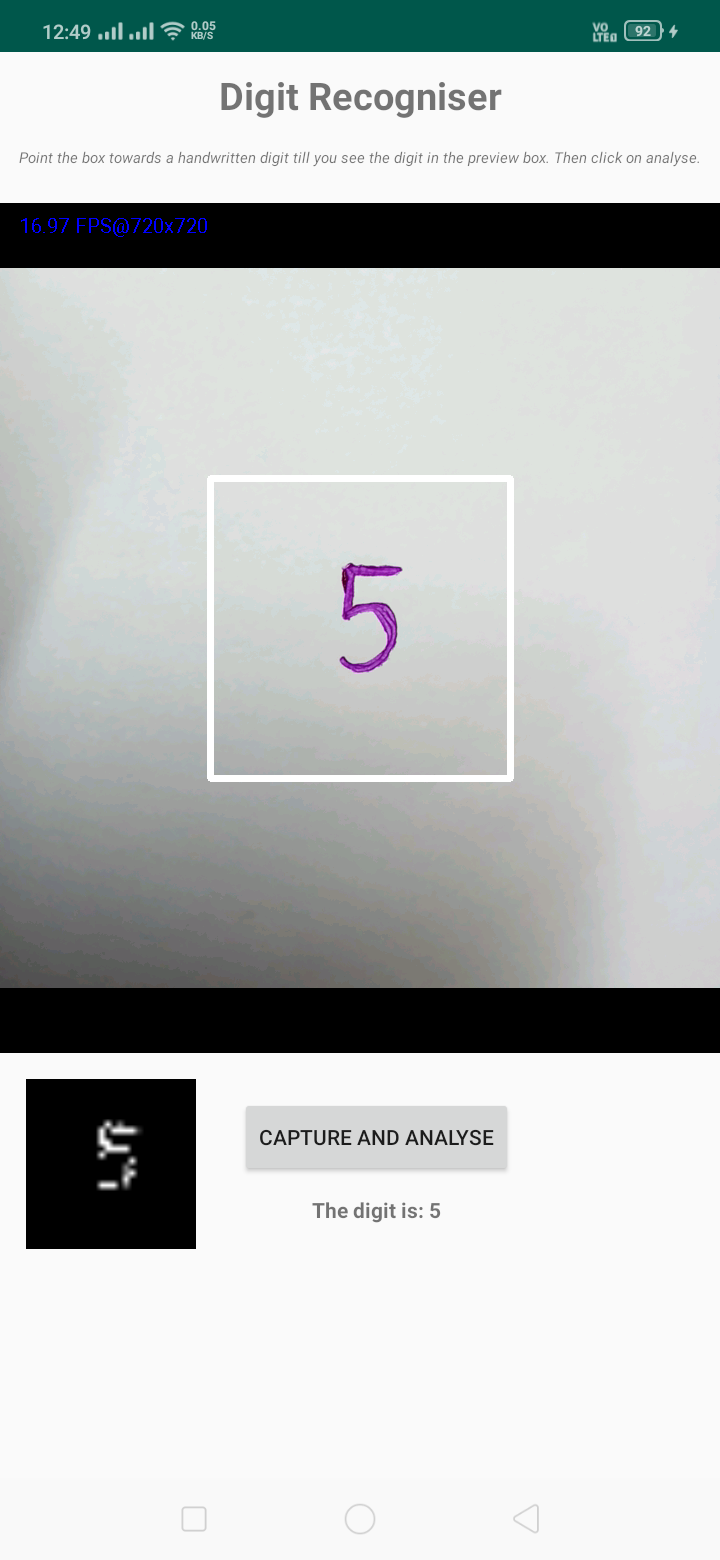 12:49 0.05 KB/S VO LTE 92
Digit Recogniser
Point the box towards a handwritten digit till you see the digit in the preview box. Then click on analyse.
16.97 FPS@720x720
5
5
CAPTURE AND ANALYSE
The digit is: 5